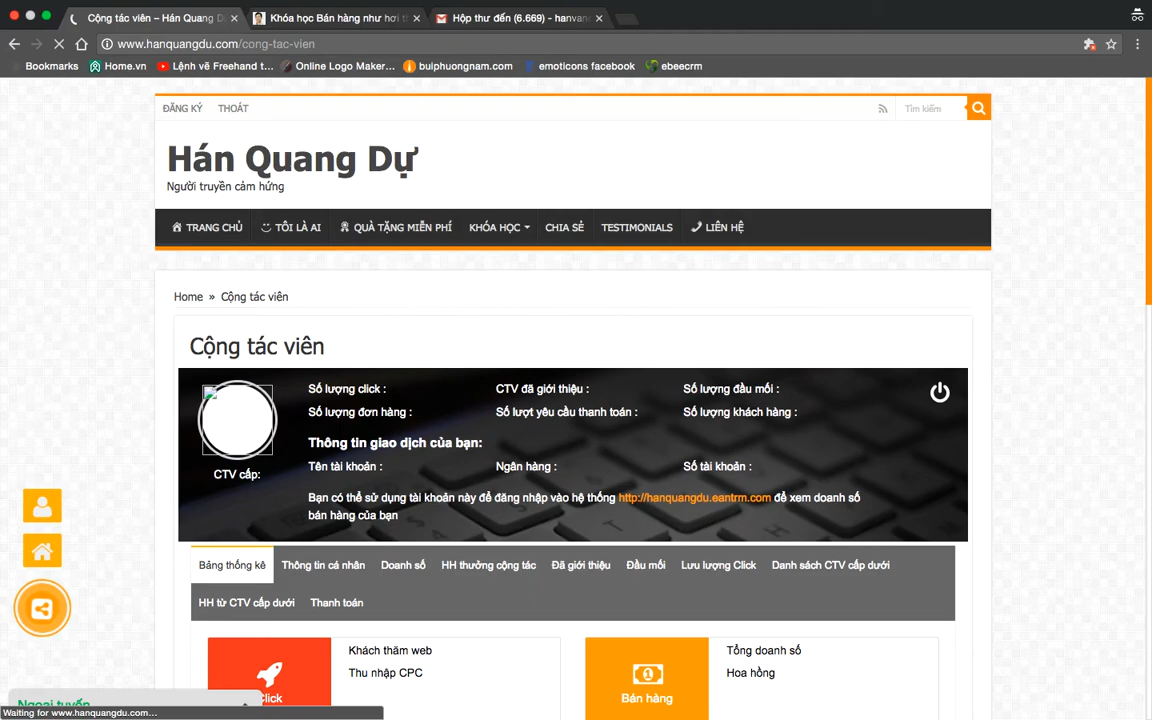 Cộng tác viên – Hán Quang D
Khóa học Bán hàng như hơi t
Hộp thư đến (6.669) - hanvan
www.hanquangdu.com/cong-tac-vien
Bookmarks Home.vn Lệnh vẽ Freehand t... Online Logo Maker... buiphuongnam.com emoticons facebook ebeecrm
ĐĂNG KÝ THOÁT Tìm kiếm
Hán Quang Dự
Người truyền cảm hứng
TRANG CHỦ TÔI LÀ AI QUÀ TẶNG MIỄN PHÍ KHÓA HỌC CHIA SẺ TESTIMONIALS LIÊN HỆ
Home » Cộng tác viên
Cộng tác viên
Số lượng click : CTV đã giới thiệu : Số lượng đầu mối :
Số lượng đơn hàng : Số lượt yêu cầu thanh toán : Số lượng khách hàng :
Thông tin giao dịch của bạn:
CTV cấp:
Tên tài khoản : Ngân hàng : Số tài khoản :
Bạn có thể sử dụng tài khoản này để đăng nhập vào hệ thống http://hanquangdu.eantrm.com để xem doanh số
bán hàng của bạn
Bảng thống kê Thông tin cá nhân Doanh số HH thưởng cộng tác Đã giới thiệu Đầu mối Lưu lượng Click Danh sách CTV cấp dưới
HH từ CTV cấp dưới Thanh toán
Click
Khách thăm web
Thu nhập CPC
Bán hàng
Tổng doanh số
Hoa hồng
Ngoại tuyến
Waiting for www.hanquangdu.com...